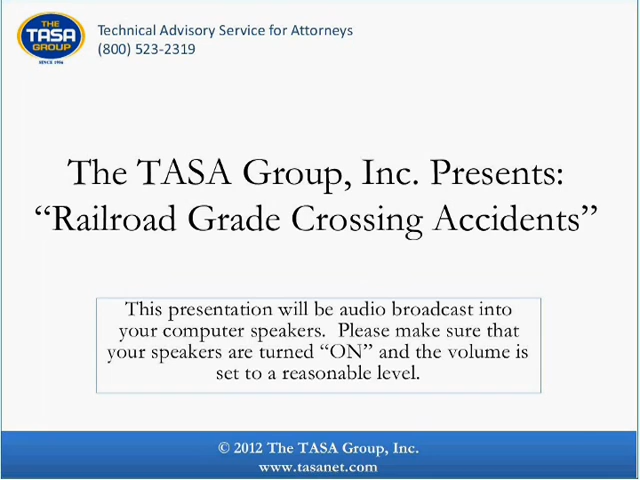 THE
TASA
GROUP
SINCE 1956
Technical Advisory Service for Attorneys
(800) 523-2319
The TASA Group, Inc. Presents:
“Railroad Grade Crossing Accidents”
This presentation will be audio broadcast into
your computer speakers. Please make sure that
your speakers are turned “ON” and the volume is
set to a reasonable level.
© 2012 The TASA Group, Inc.
www.tasanet.com